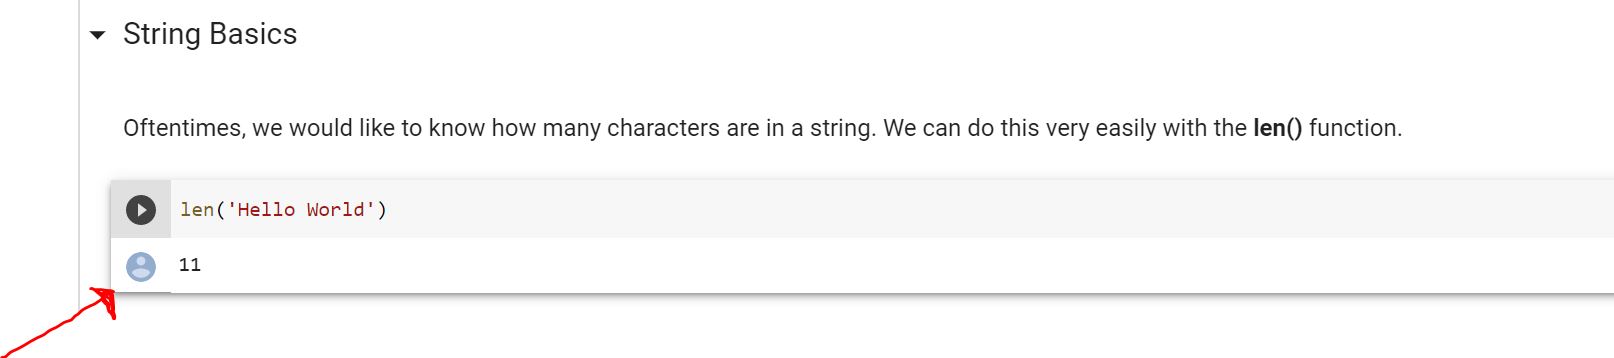 String Basics
Oftentimes, we would like to know how many characters are in a string. We can do this very easily with the len() function.
len('Hello World')
11